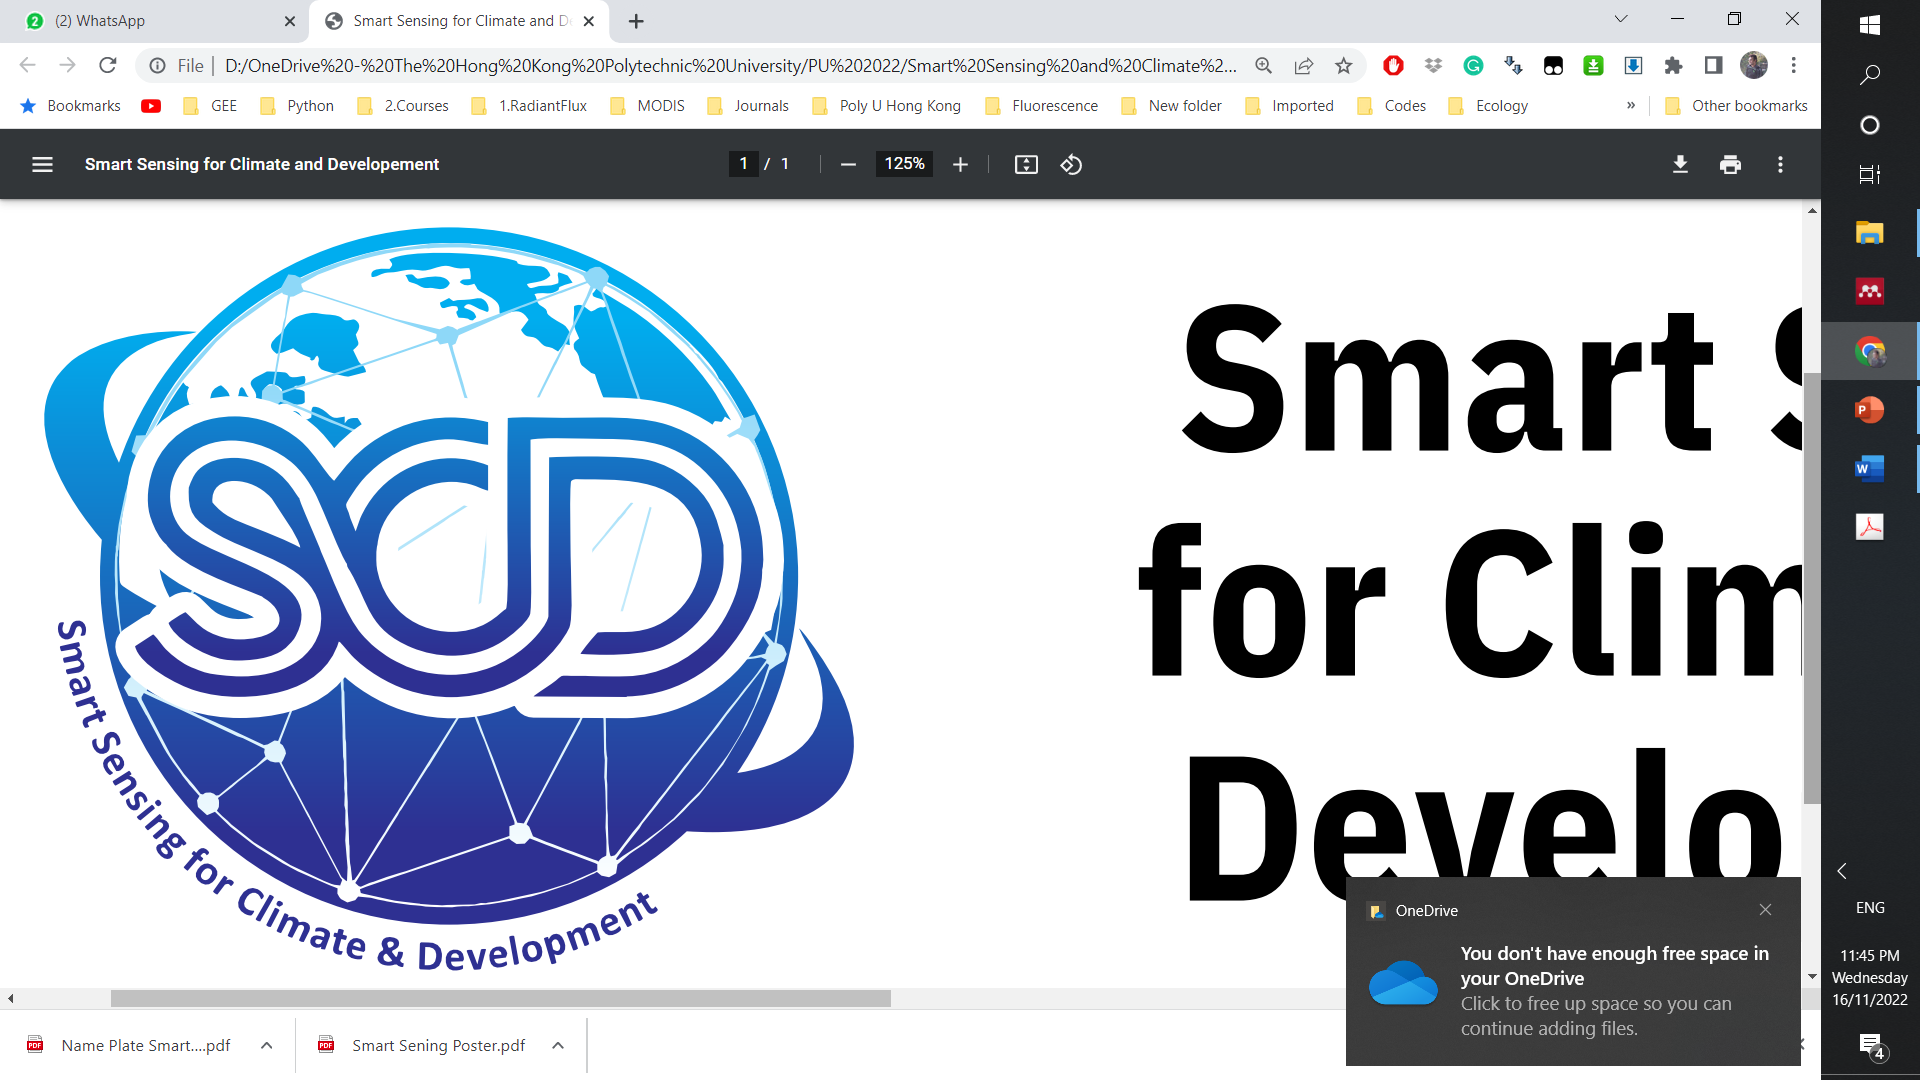 (2) WhatsApp
Smart Sensing for Climate and D
File
D:/OneDrive%20-%20The%20Hong%20Kong%20Polytechnic%20University/PU%202022/Smart%20Sensing%20and%20Climate%2...
Bookmarks
GEE
Python
2.Courses
1.RadiantFlux
MODIS
Journals
Poly U Hong Kong
Fluorescence
New folder
Imported
Codes
Ecology
»
Other bookmarks
Smart Sensing for Climate and Developement
1 / 1
125%
SCD
Smart Sensing for Climate & Development
Smart S
for Clim
Develo
OneDrive
You don't have enough free space in
your OneDrive
Click to free up space so you can
continue adding files.
Name Plate Smart....pdf
Smart Sening Poster.pdf
ENG
11:45 PM
Wednesday
16/11/2022
4